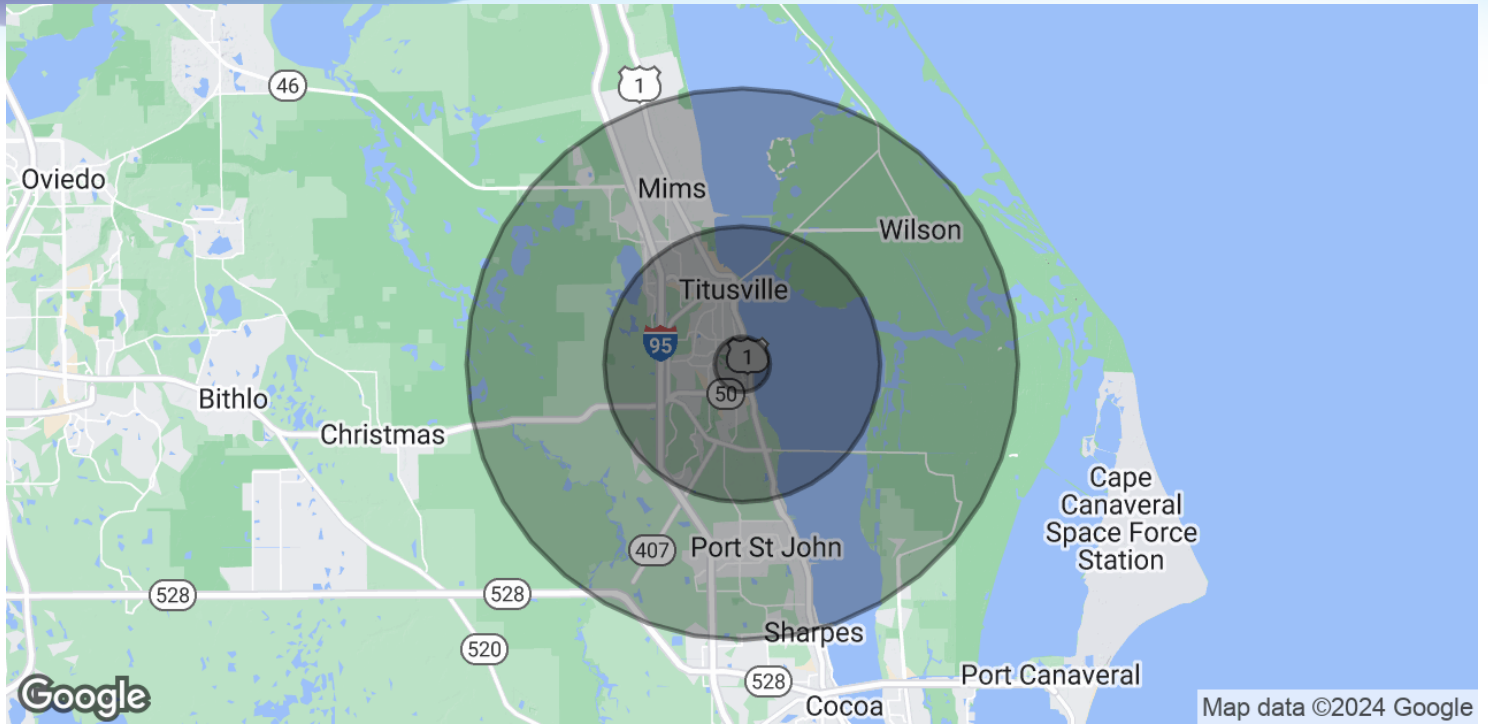 1
46
Oviedo
Mims
Wilson
Titusville
95
1
50
Bithlo
Christmas
Cape
Canaveral
Space Force
Station
407
Port St John
528
528
Sharpes
520
528
Port Canaveral
Cocoa
Google
Map data ©2024 Google